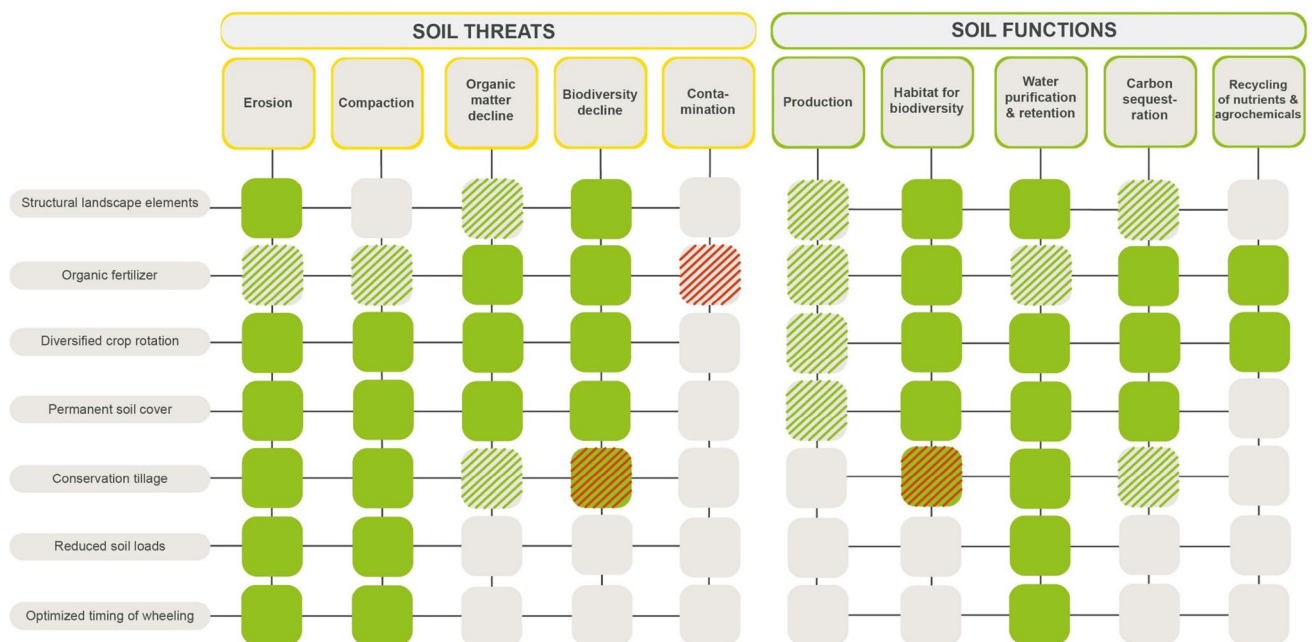 SOIL THREATS
SOIL FUNCTIONS
Erosion
Compaction
Organic
matter
decline
Biodiversity
decline
Conta-
mination
Production
Habitat for
biodiversity
Water
purification
& retention
Carbon
sequest-
ration
Recycling
of nutrients &
agrochemicals
Structural landscape elements
Organic fertilizer
Diversified crop rotation
Permanent soil cover
Conservation tillage
Reduced soil loads
Optimized timing of wheeling